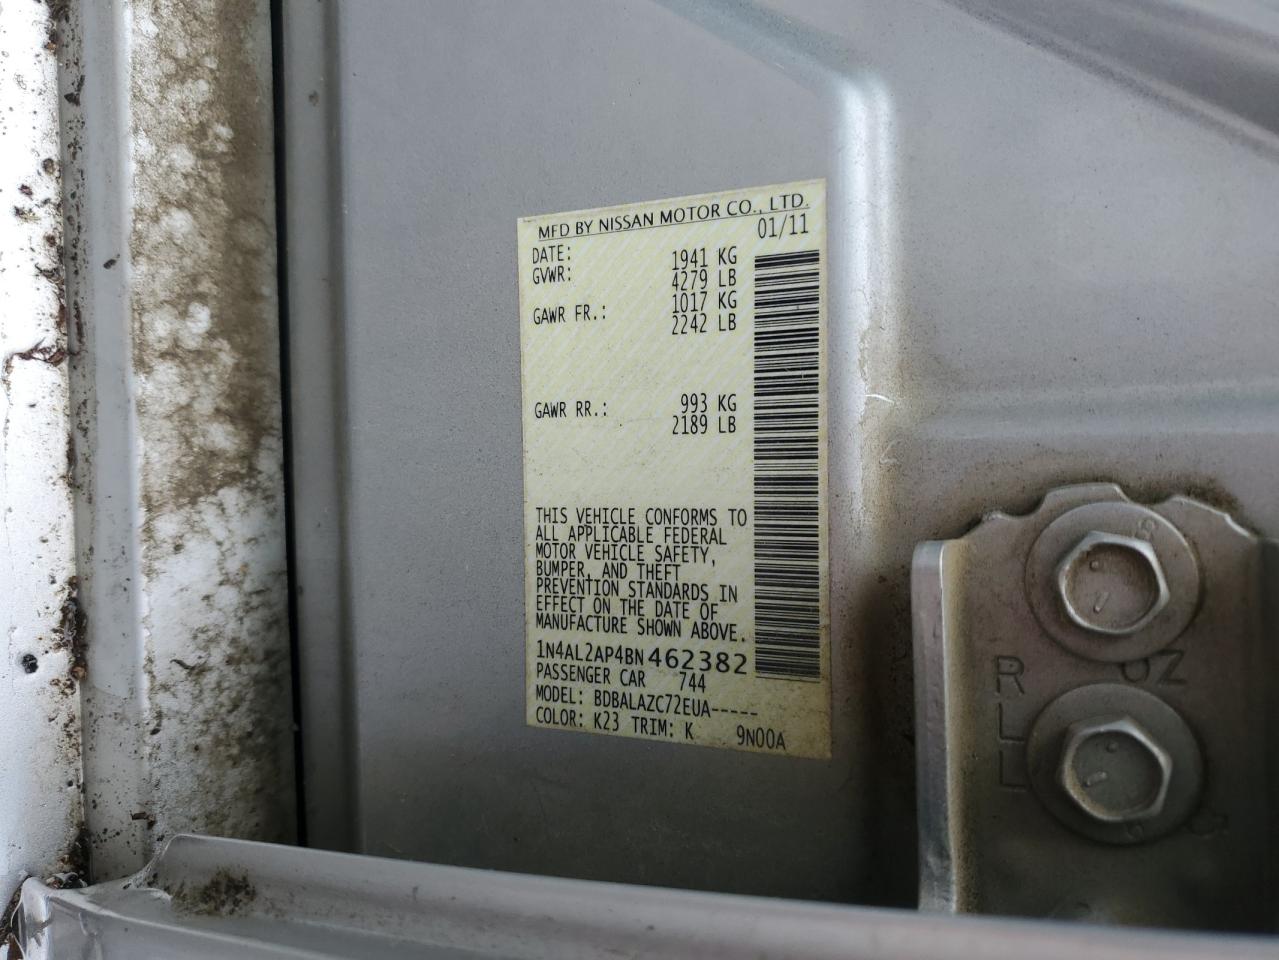 MFD BY NISSAN MOTOR CO., LTD.
DATE: 01/11
GVWR: 1941 KG
4279 LB
GAWR FR.: 1017 KG
2242 LB
GAWR RR.: 993 KG
2189 LB
THIS VEHICLE CONFORMS TO
ALL APPLICABLE FEDERAL
MOTOR VEHICLE SAFETY,
BUMPER, AND THEFT
PREVENTION STANDARDS IN
EFFECT ON THE DATE OF
MANUFACTURE SHOWN ABOVE.
1N4AL2AP4BN462382
PASSENGER CAR 744
MODEL: BDBALAZC72EUA-----
COLOR: K23 TRIM: K 9N00A